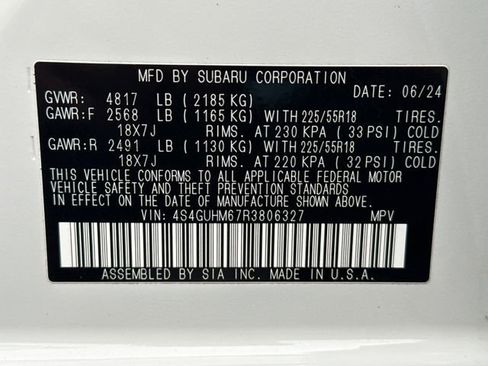 MFD BY SUBARU CORPORATION
DATE: 06/24
GVWR: 4817 LB (2185 KG)
GAWR:F 2568 LB (1165 KG) WITH 225/55R18 TIRES.
18X7J RIMS. AT 230 KPA (33 PSI) COLD
GAWR:R 2491 LB (1130 KG) WITH 225/55R18 TIRES.
18X7J RIMS. AT 220 KPA (32 PSI) COLD
THIS VEHICLE CONFORMS TO ALL APPLICABLE FEDERAL MOTOR
VEHICLE SAFETY AND THEFT PREVENTION STANDARDS
IN EFFECT ON THE DATE OF MANUFACTURE SHOWN ABOVE.
VIN: 4S4GUHM67R3806327 MPV
ASSEMBLED BY SIA INC. MADE IN U.S.A.